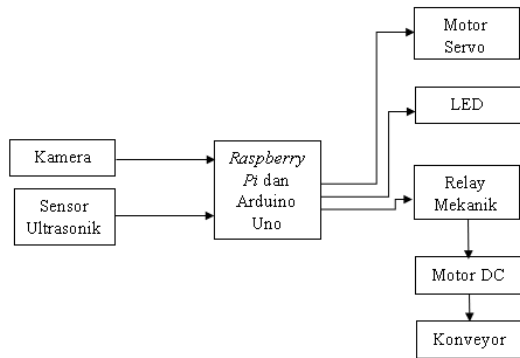 Kamera
Sensor
Ultrasonik
Raspberry
Pi dan
Arduino
Uno
Motor
Servo
LED
Relay
Mekanik
Motor DC
Konveyor